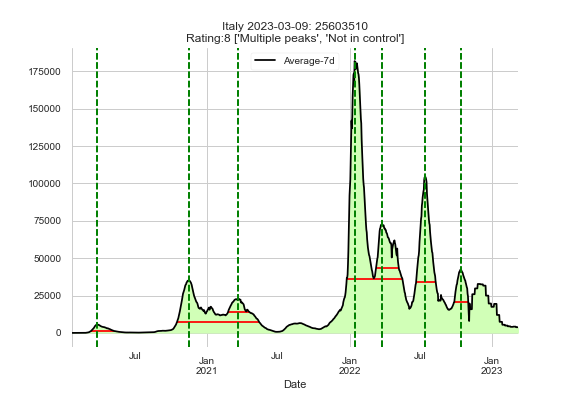 Italy 2023-03-09: 25603510
Rating:8 ['Multiple peaks', 'Not in control']
Average-7d
175000
150000
125000
100000
75000
50000
25000
0
Jul
Jan
2021
Jul
Jan
2022
Jul
Jan
2023
Date